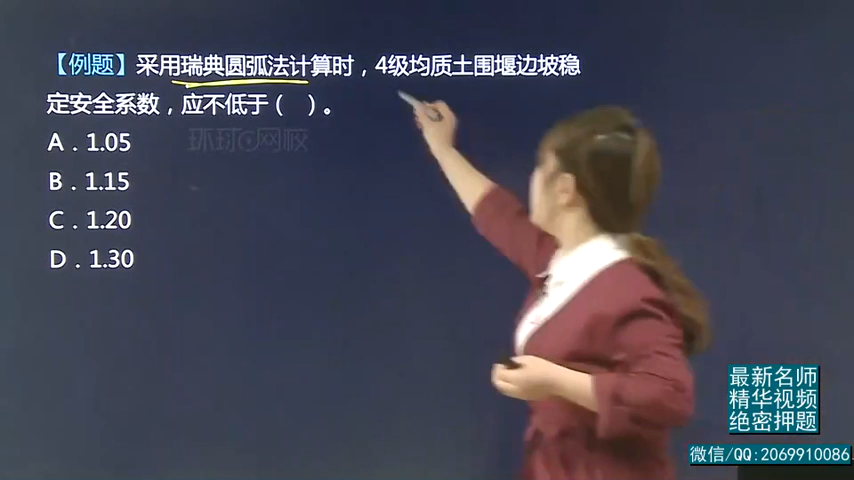 【例题】采用瑞典圆弧法计算时，4级均质土围堰边坡稳
定安全系数，应不低于（　）。
A．1.05
环球网校
B．1.15
C．1.20
D．1.30
最新名师
精华视频
绝密押题
微信/QQ:2069910086